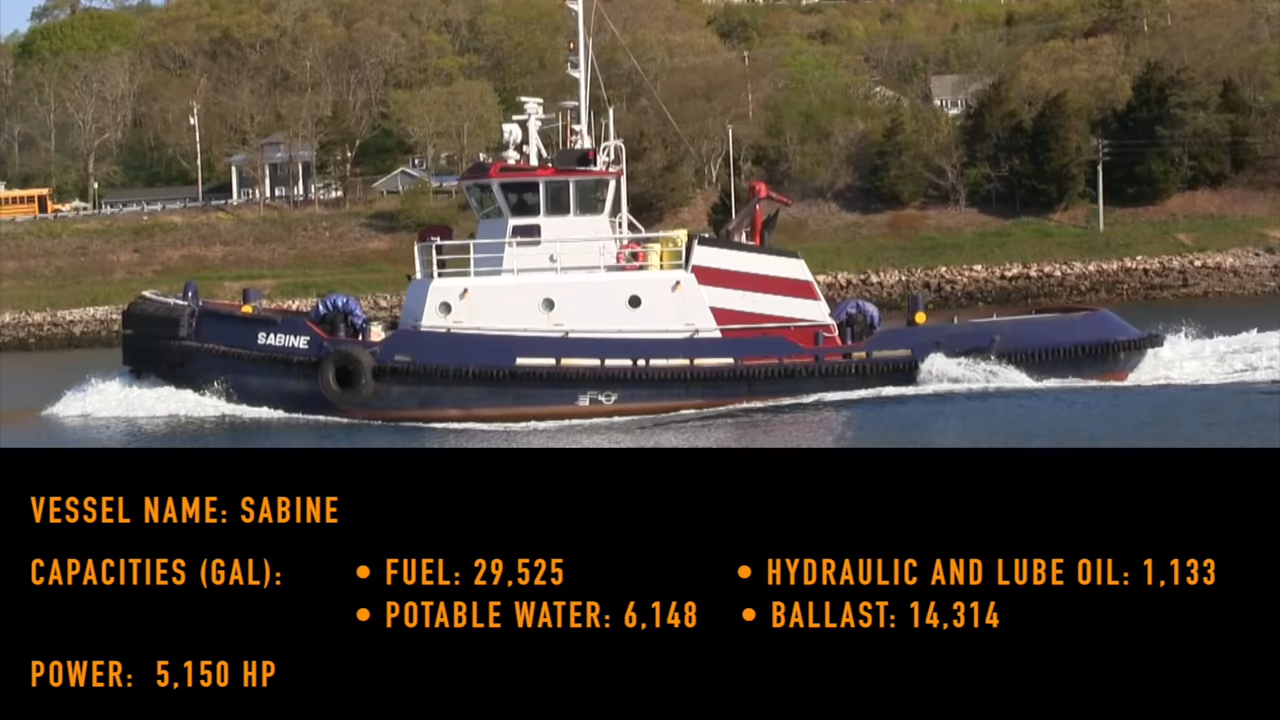 SABINE
VESSEL NAME: SABINE
CAPACITIES (GAL): • FUEL: 29,525 • HYDRAULIC AND LUBE OIL: 1,133
• POTABLE WATER: 6,148 • BALLAST: 14,314
POWER: 5,150 HP